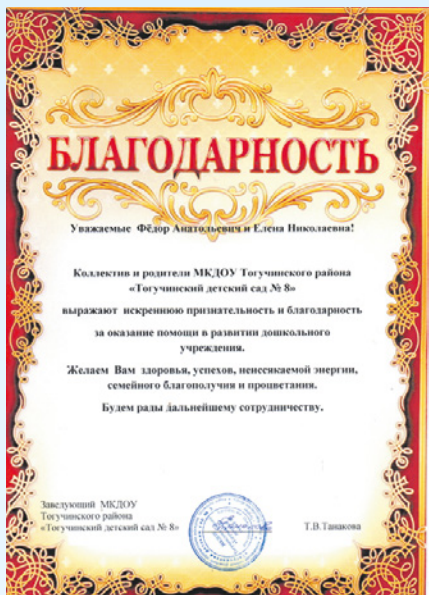 БЛАГОДАРНОСТЬ
Уважаемые Фёдор Анатольевич и Елена Николаевна!
Коллектив и родители МКДОУ Тогучинского района
«Тогучинский детский сад № 8»
выражают искреннюю признательность и благодарность
за оказание помощи в развитии дошкольного
учреждения.
Желаем Вам здоровья, успехов, неиссякаемой энергии,
семейного благополучия и процветания.
Будем рады дальнейшему сотрудничеству.
Заведующий МКДОУ
Тогучинского района
«Тогучинский детский сад № 8»
Т.В.Танакова